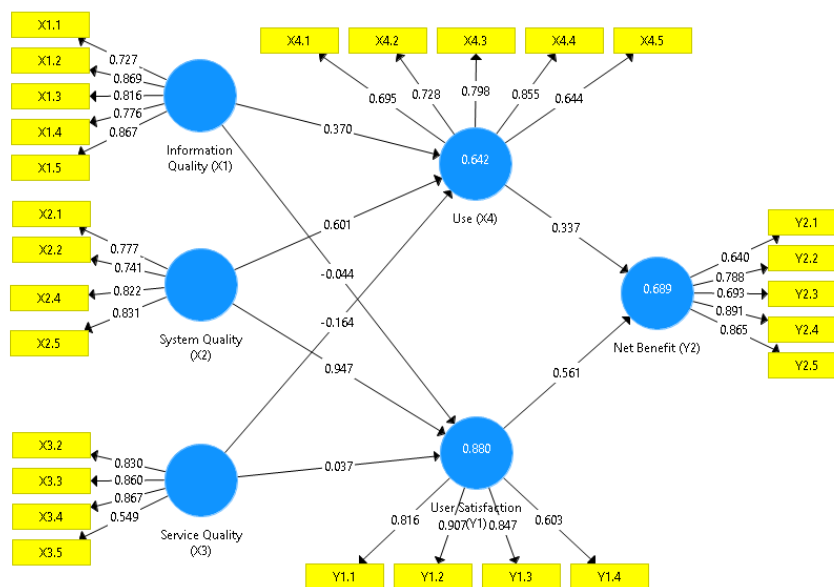 X1.1
X1.2
X1.3
X1.4
X1.5
0.727
0.869
0.816
0.776
0.867
Information
Quality (X1)
X4.1
X4.2
X4.3
X4.4
X4.5
0.695
0.728
0.798
0.855
0.644
0.370
0.642
Use (X4)
X2.1
X2.2
X2.4
X2.5
0.777
0.741
0.822
0.831
System Quality
(X2)
0.601
-0.044
-0.164
0.947
0.337
0.689
Net Benefit (Y2)
0.640
0.788
0.693
0.891
0.865
Y2.1
Y2.2
Y2.3
Y2.4
Y2.5
0.561
X3.2
X3.3
X3.4
X3.5
0.830
0.860
0.867
0.549
Service Quality
(X3)
0.037
0.880
User Satisfaction
(Y1)
0.816
0.907
0.847
0.603
Y1.1
Y1.2
Y1.3
Y1.4